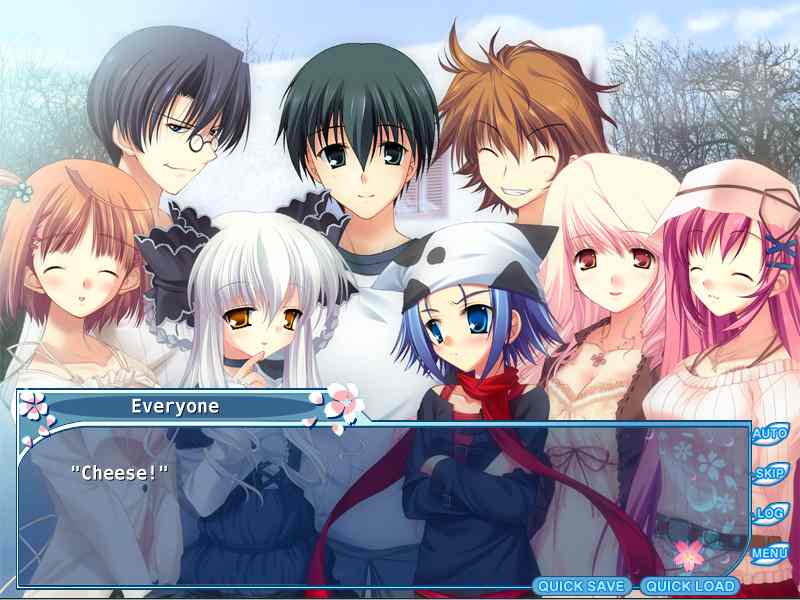 Everyone
"Cheese!"
AUTO
SKIP
LOG
MENU
QUICK SAVE
QUICK LOAD